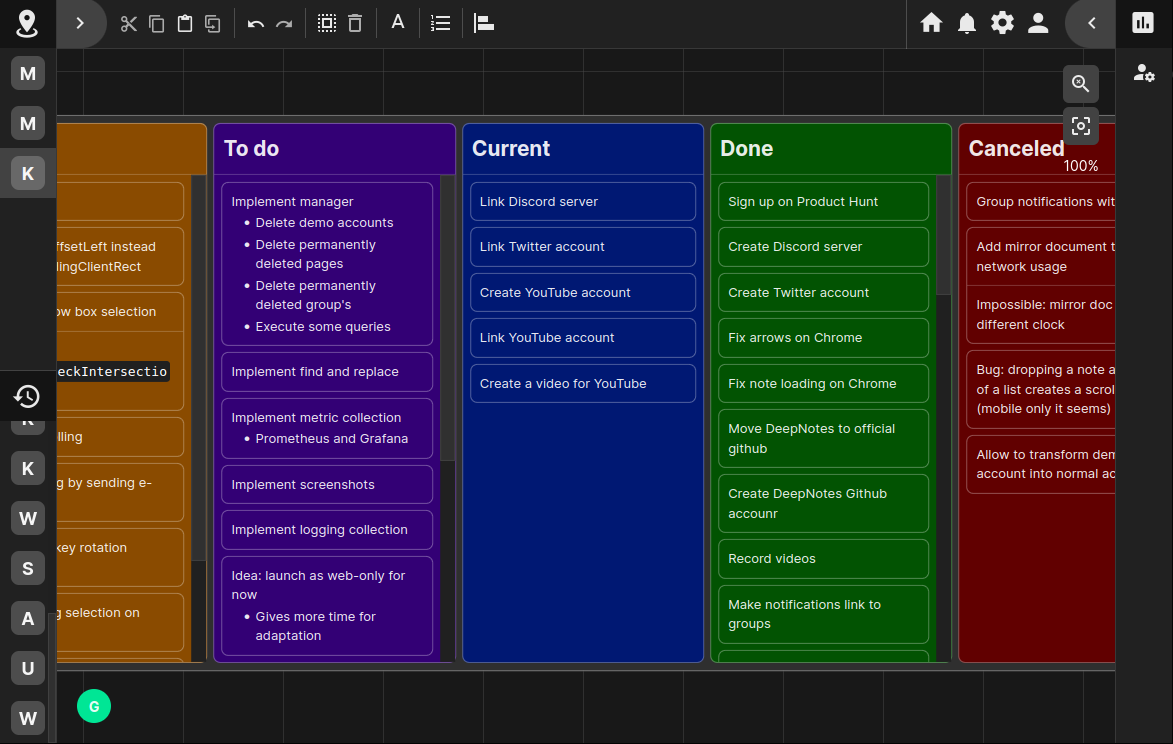 M
M
K
K
K
W
S
A
U
W
A
100%
ffsetLeft instead
lingClientRect
ow box selection
eckIntersectio
lling
g by sending e-
key rotation
g selection on
To do
Implement manager
• Delete demo accounts
• Delete permanently
deleted pages
• Delete permanently
deleted group's
• Execute some queries
Implement find and replace
Implement metric collection
• Prometheus and Grafana
Implement screenshots
Implement logging collection
Idea: launch as web-only for
now
• Gives more time for
adaptation
Current
Link Discord server
Link Twitter account
Create YouTube account
Link YouTube account
Create a video for YouTube
Done
Sign up on Product Hunt
Create Discord server
Create Twitter account
Fix arrows on Chrome
Fix note loading on Chrome
Move DeepNotes to official
github
Create DeepNotes Github
accounr
Record videos
Make notifications link to
groups
Canceled
Group notifications wit
Add mirror document t
network usage
Impossible: mirror doc
different clock
Bug: dropping a note a
of a list creates a scrol
(mobile only it seems)
Allow to transform dem
account into normal ac
G